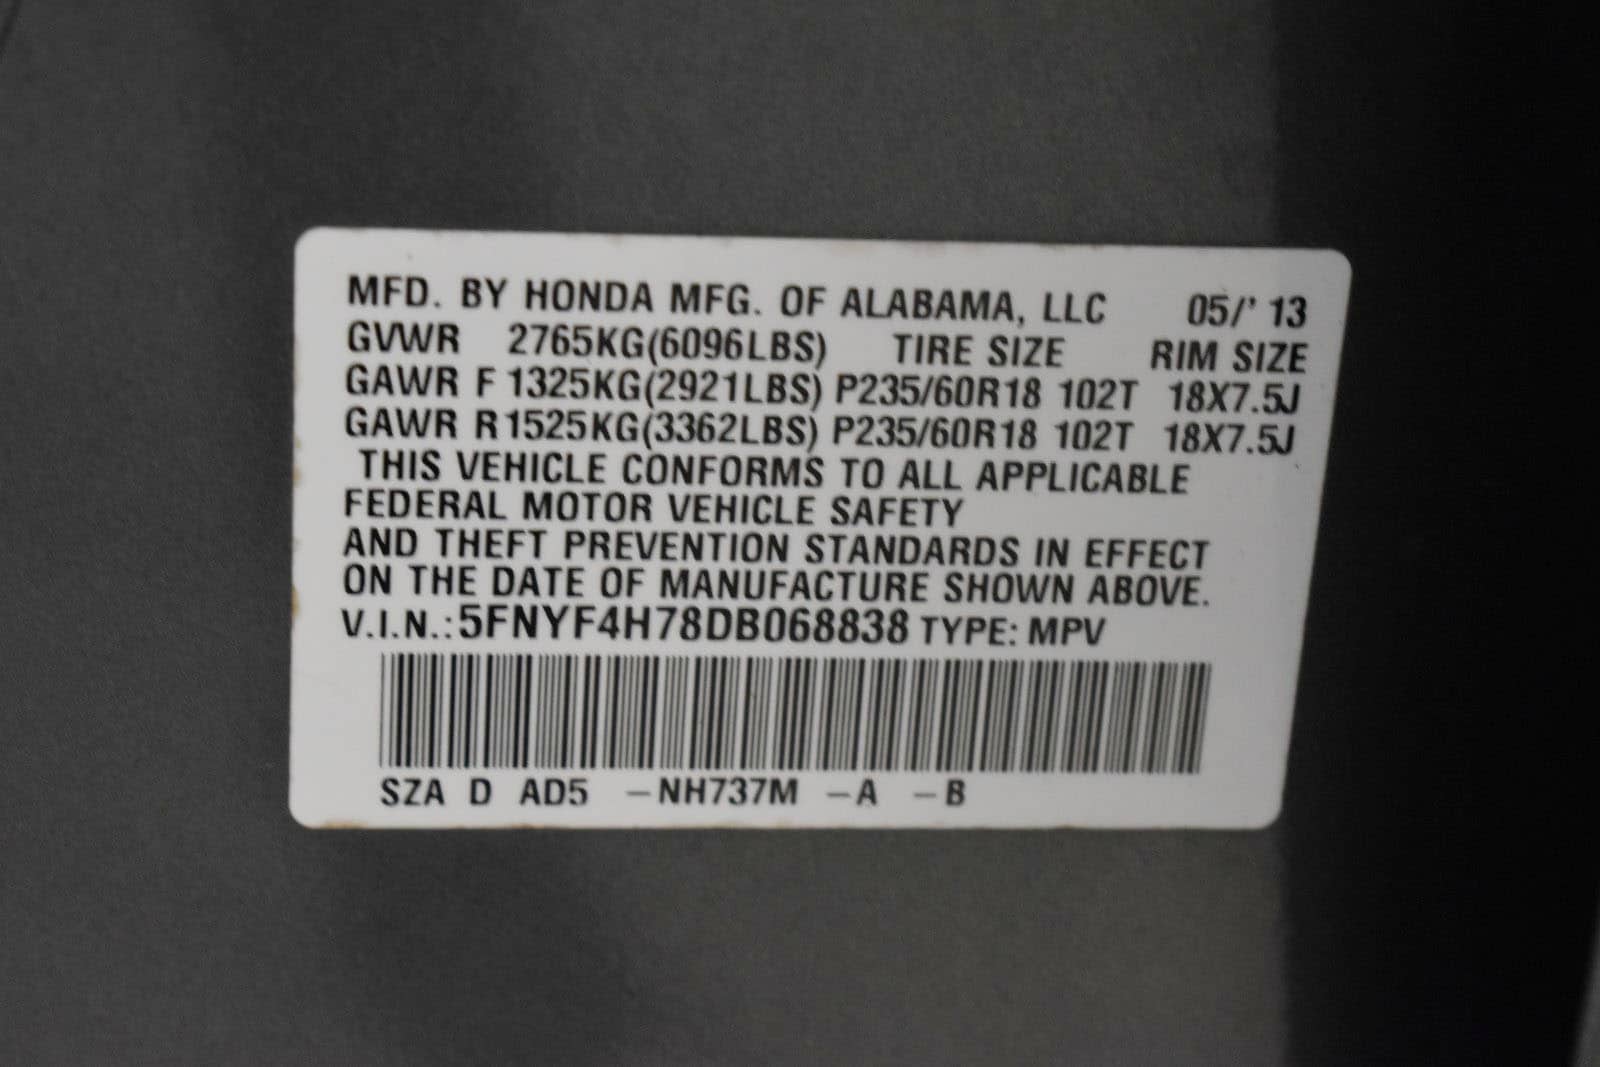 MFD. BY HONDA MFG. OF ALABAMA, LLC 05/' 13
GVWR 2765KG(6096LBS) TIRE SIZE RIM SIZE
GAWR F 1325KG(2921LBS) P235/60R18 102T 18X7.5J
GAWR R 1525KG(3362LBS) P235/60R18 102T 18X7.5J
THIS VEHICLE CONFORMS TO ALL APPLICABLE
FEDERAL MOTOR VEHICLE SAFETY
AND THEFT PREVENTION STANDARDS IN EFFECT
ON THE DATE OF MANUFACTURE SHOWN ABOVE.
V.I.N.: 5FNYF4H78DB068838 TYPE: MPV
SZA D AD5 –NH737M –A –B